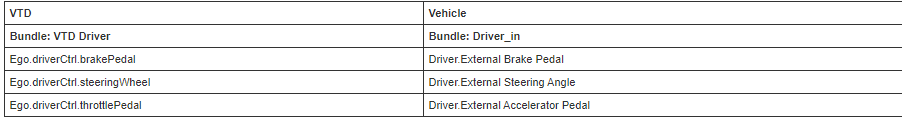 VTD Vehicle
Bundle: VTD Driver Bundle: Driver_in
Ego.driverCtrl.brakePedal Driver.External Brake Pedal
Ego.driverCtrl.steeringWheel Driver.External Steering Angle
Ego.driverCtrl.throttlePedal Driver.External Accelerator Pedal